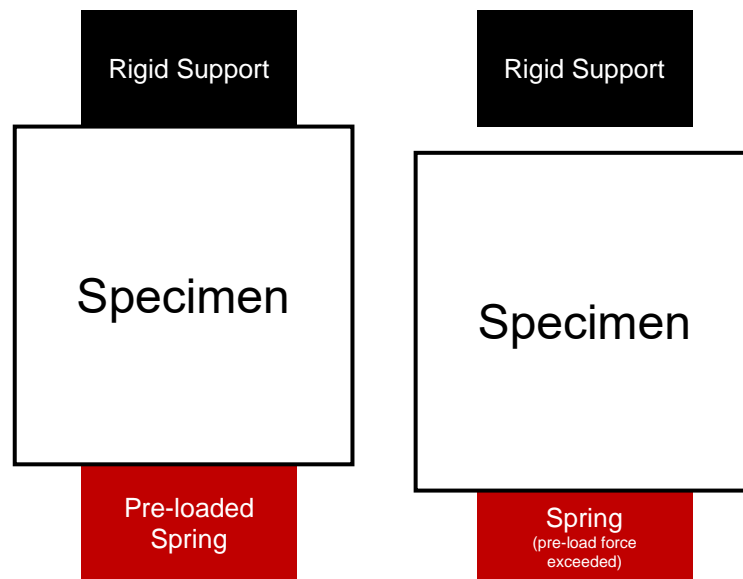 Rigid Support
Rigid Support
Specimen
Specimen
Pre-loaded
Spring
Spring
(pre-load force
exceeded)